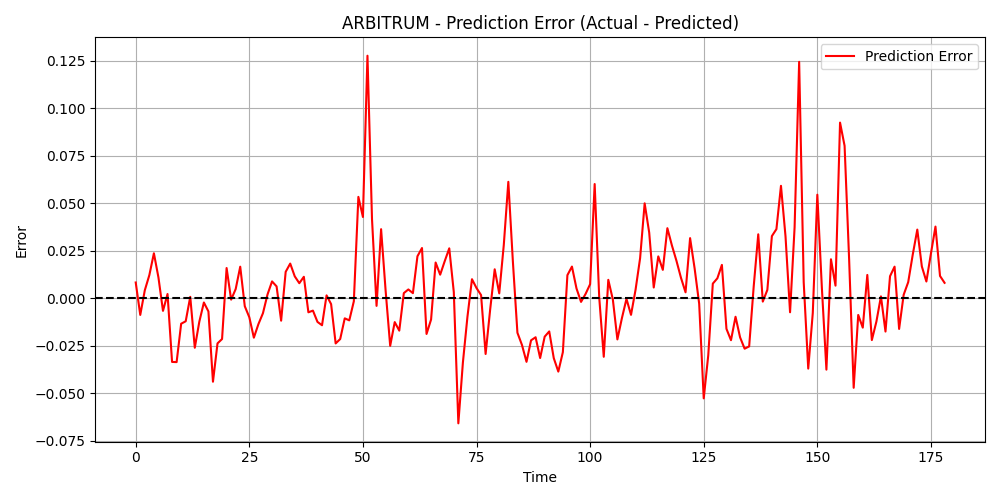 ARBITRUM - Prediction Error (Actual - Predicted)
Prediction Error
0.125
0.100
0.075
0.050
0.025
0.000
−0.025
−0.050
−0.075
Error
0 25 50 75 100 125 150 175
Time